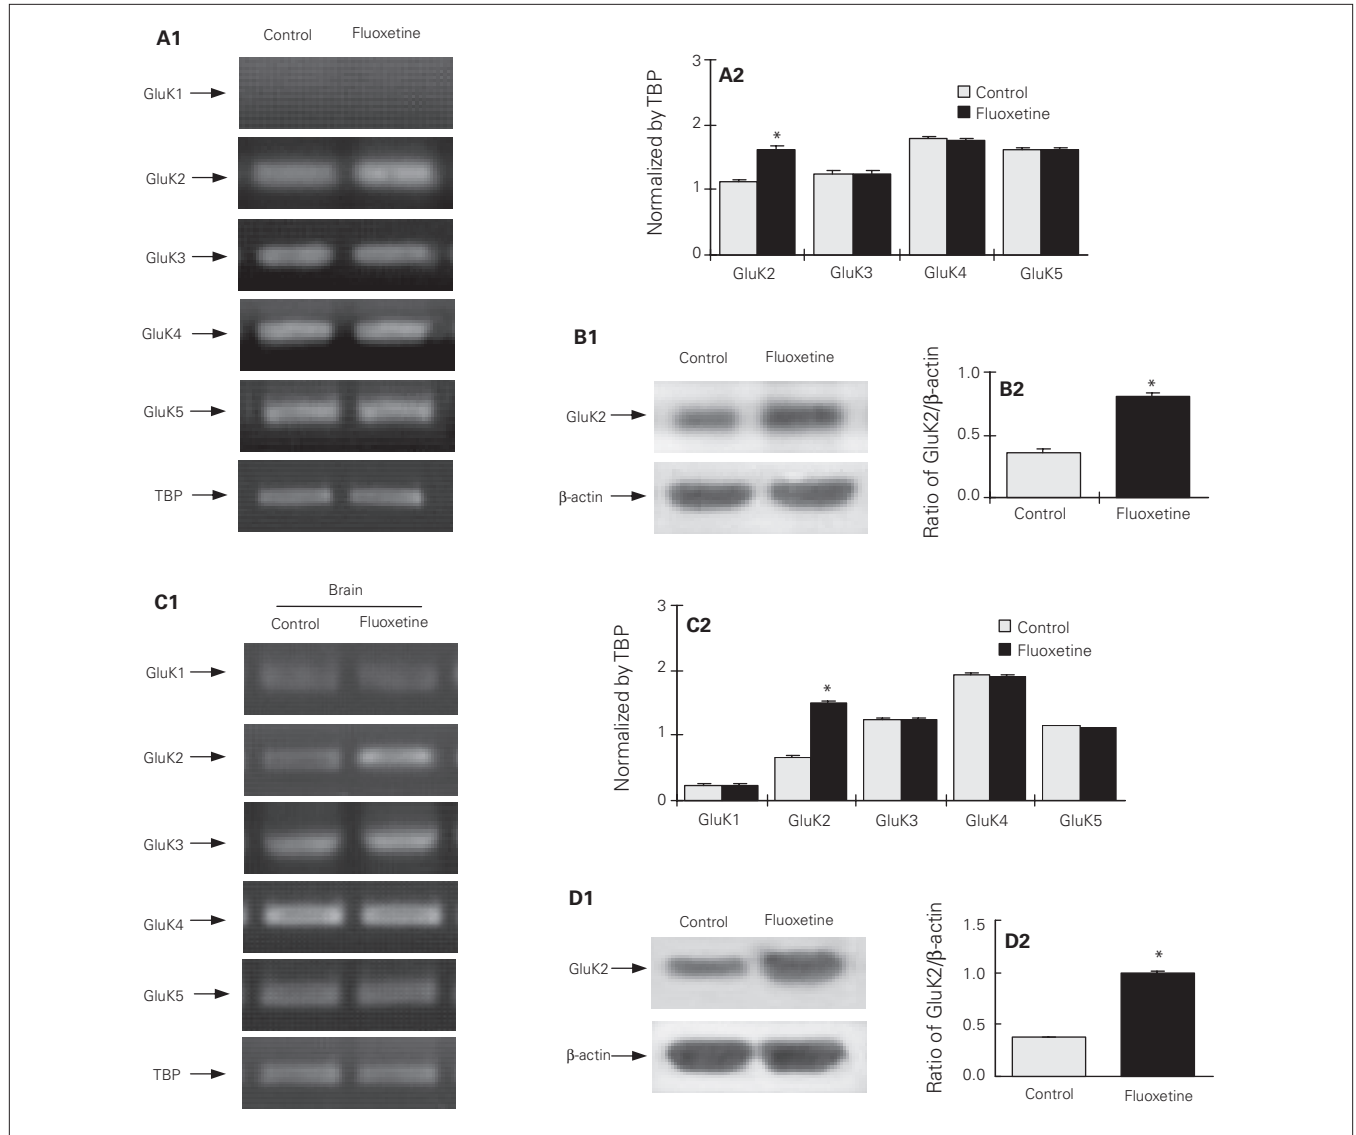 A1
Control Fluoxetine
GluK1
GluK2
GluK3
GluK4
GluK5
TBP
A2
Normalized by TBP
3
2
1
0
Control
Fluoxetine
*
GluK2 GluK3 GluK4 GluK5
B1
Control Fluoxetine
GluK2
β-actin
B2
Ratio of GluK2/β-actin
1.0
0.5
0.0
*
Control Fluoxetine
C1
Brain
Control Fluoxetine
GluK1
GluK2
GluK3
GluK4
GluK5
TBP
C2
Normalized by TBP
3
2
1
0
Control
Fluoxetine
*
GluK1 GluK2 GluK3 GluK4 GluK5
D1
Control Fluoxetine
GluK2
β-actin
D2
Ratio of GluK2/β-actin
1.5
1.0
0.5
0.0
*
Control Fluoxetine